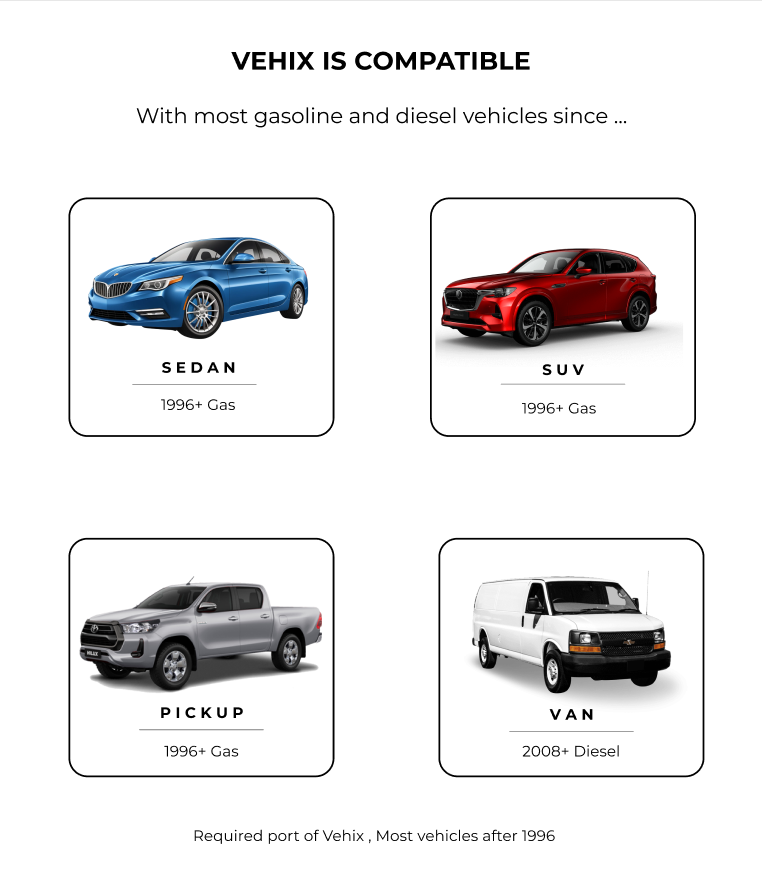 VEHIX IS COMPATIBLE
With most gasoline and diesel vehicles since ...
SEDAN
1996+ Gas
SUV
1996+ Gas
HILUX
PICKUP
1996+ Gas
VAN
2008+ Diesel
Required port of Vehix , Most vehicles after 1996